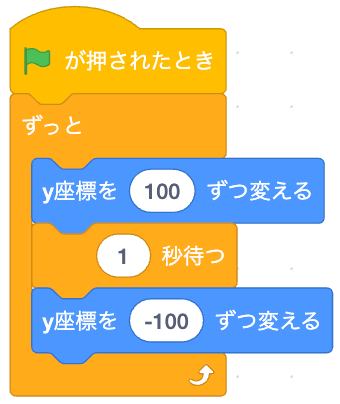 が押されたとき
ずっと
y座標を 100 ずつ変える
1 秒待つ
y座標を -100 ずつ変える